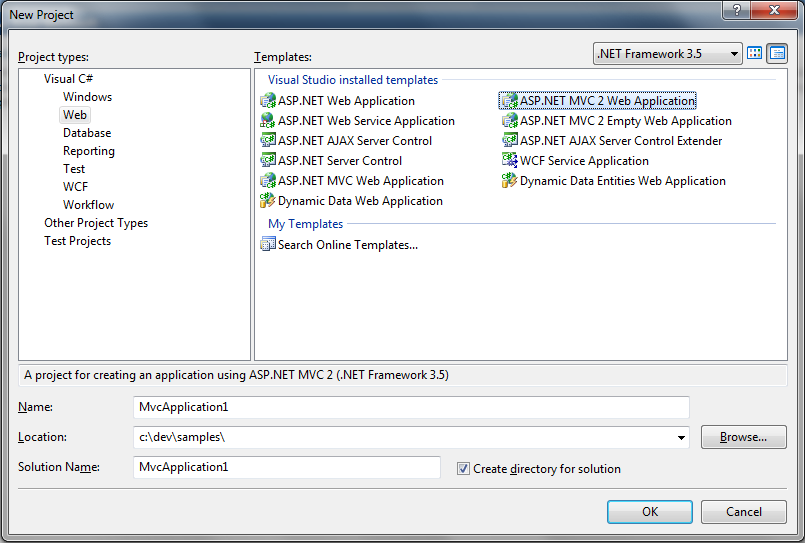 New Project
Project types:
Templates:
.NET Framework 3.5
Visual C#
Windows
Web
Database
Reporting
Test
WCF
Workflow
Other Project Types
Test Projects
Visual Studio installed templates
ASP.NET Web Application
ASP.NET MVC 2 Web Application
ASP.NET Web Service Application
ASP.NET MVC 2 Empty Web Application
ASP.NET AJAX Server Control
ASP.NET AJAX Server Control Extender
ASP.NET Server Control
WCF Service Application
ASP.NET MVC Web Application
Dynamic Data Entities Web Application
Dynamic Data Web Application
My Templates
Search Online Templates...
A project for creating an application using ASP.NET MVC 2 (.NET Framework 3.5)
Name:
MvcApplication1
Location:
c:\dev\samples\
Browse...
Solution Name:
MvcApplication1
Create directory for solution
OK
Cancel